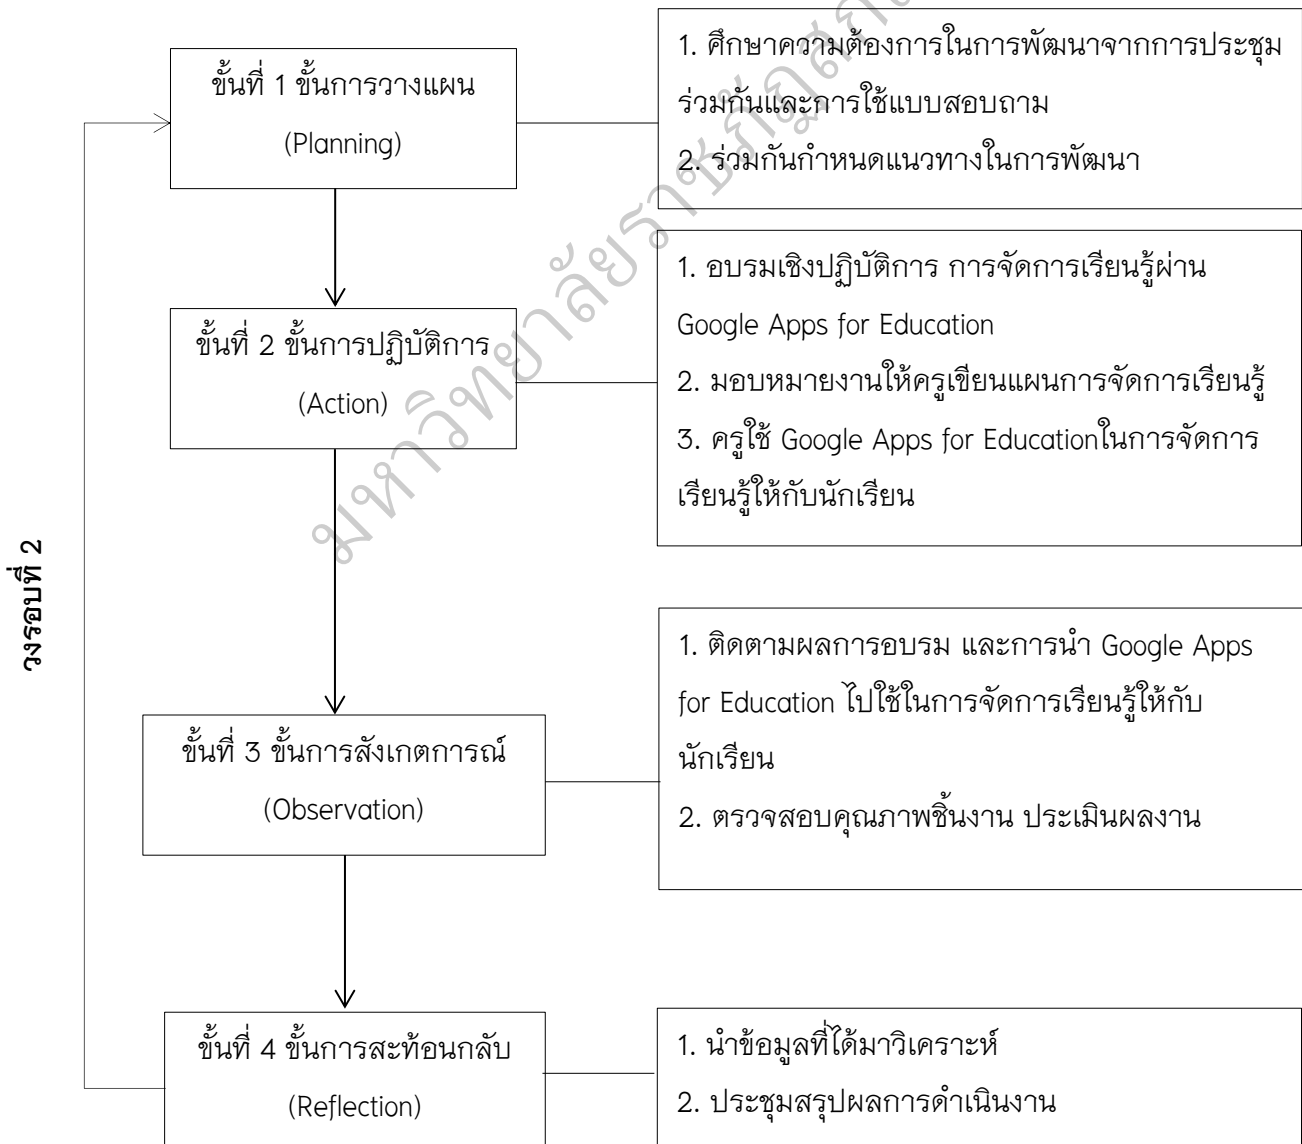 ขั้นที่ 1 ขั้นการวางแผน
(Planning)
1. ศึกษาความต้องการในการพัฒนาจากการประชุม
ร่วมกันและการใช้แบบสอบถาม
2. ร่วมกันกำหนดแนวทางในการพัฒนา
ขั้นที่ 2 ขั้นการปฏิบัติการ
(Action)
1. อบรมเชิงปฏิบัติการ การจัดการเรียนรู้ผ่าน
Google Apps for Education
2. มอบหมายงานให้ครูเขียนแผนการจัดการเรียนรู้
3. ครูใช้ Google Apps for Educationในการจัดการ
เรียนรู้ให้กับนักเรียน
วงรอบที่ 2
ขั้นที่ 3 ขั้นการสังเกตการณ์
(Observation)
1. ติดตามผลการอบรม และการนำ Google Apps
for Education ไปใช้ในการจัดการเรียนรู้ให้กับ
นักเรียน
2. ตรวจสอบคุณภาพชิ้นงาน ประเมินผลงาน
ขั้นที่ 4 ขั้นการสะท้อนกลับ
(Reflection)
1. นำข้อมูลที่ได้มาวิเคราะห์
2. ประชุมสรุปผลการดำเนินงาน
มหาวิทยาลัยราชภัฏ